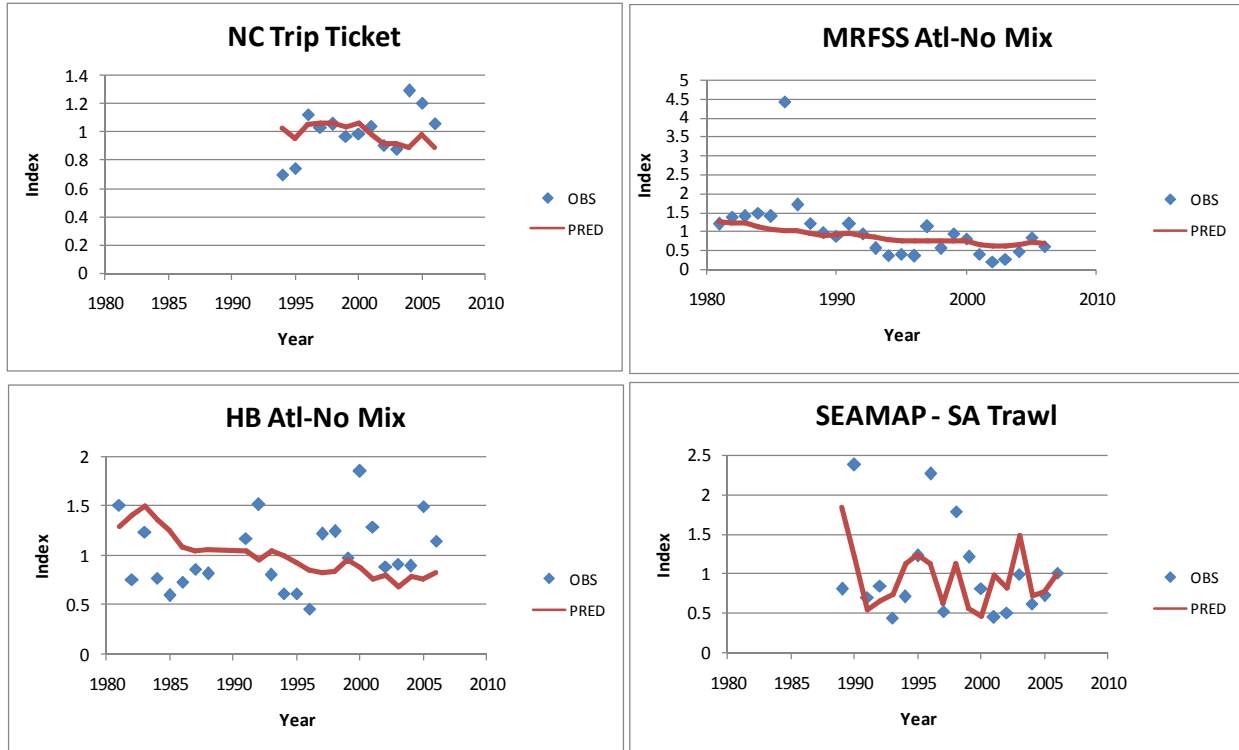 NC Trip Ticket
1.4
1.2
1
0.8
0.6
0.4
0.2
0
Index
1980 1985 1990 1995 2000 2005 2010
Year
OBS
PRED
MRFSS Atl-No Mix
5
4.5
4
3.5
3
2.5
2
1.5
1
0.5
0
Index
1980 1990 2000 2010
Year
OBS
PRED
HB Atl-No Mix
2
1.5
1
0.5
0
Index
1980 1985 1990 1995 2000 2005 2010
Year
OBS
PRED
SEAMAP - SA Trawl
2.5
2
1.5
1
0.5
0
Index
1980 1985 1990 1995 2000 2005 2010
Year
OBS
PRED